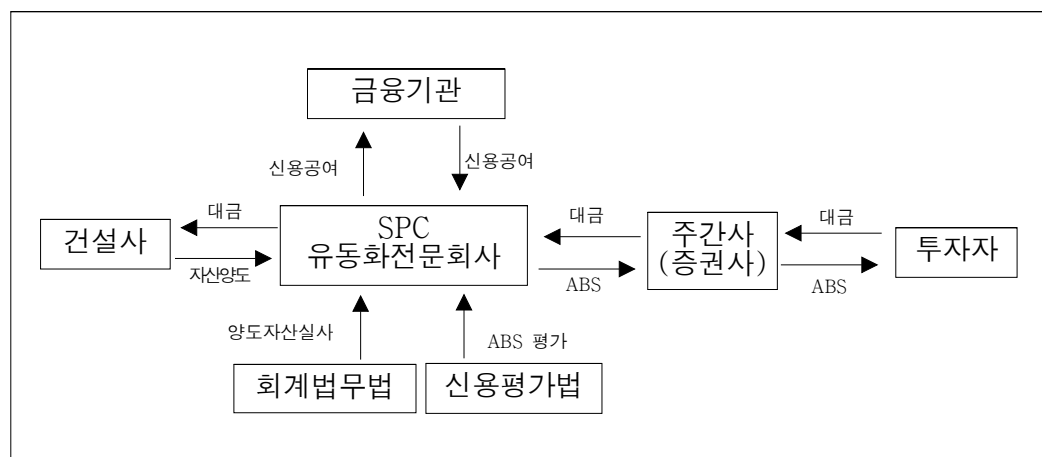 금융기관
신용공여
신용공여
대금
SPC
유동화전문회사
대금
주간사
(증권사)
대금
건설사
투자자
자산양도
ABS
ABS
양도자산실사
ABS 평가
회계법무법
신용평가법